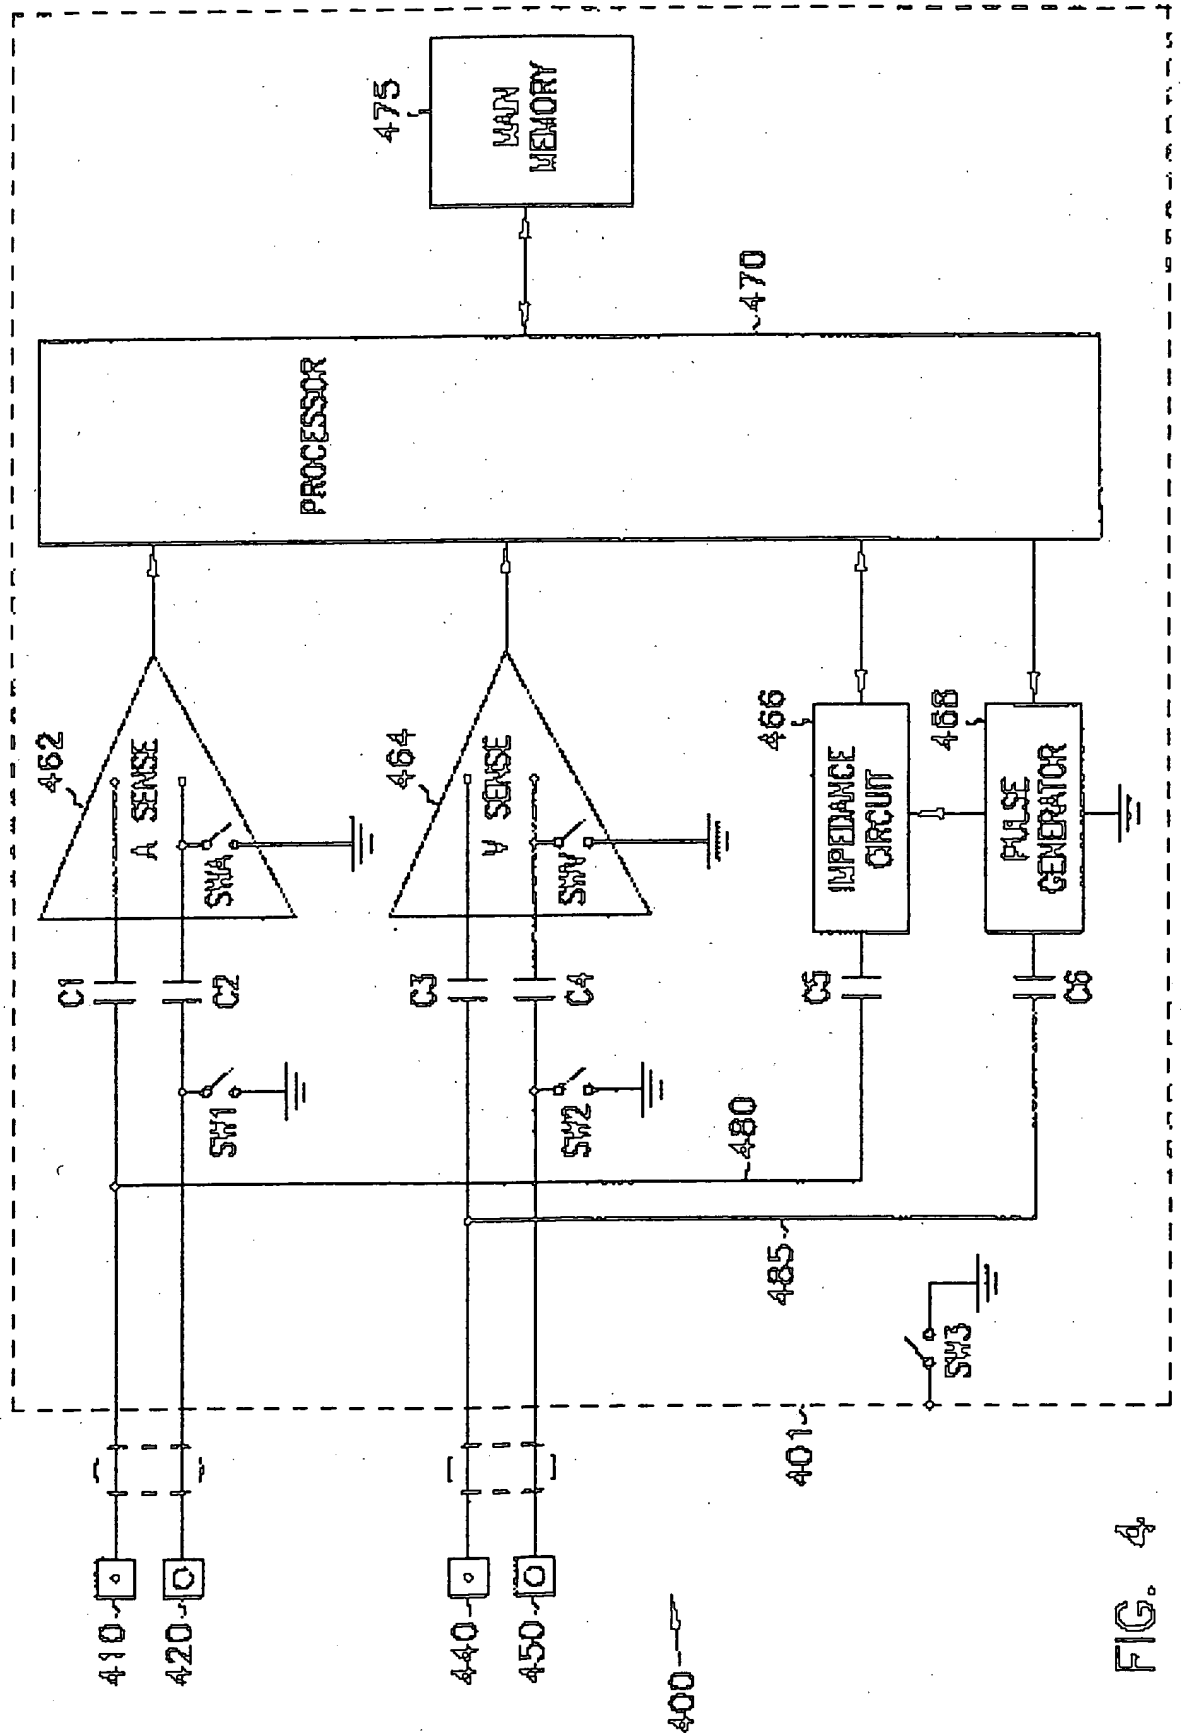 475
MAIN
MEMORY
470
PROCESSOR
462
A SENSE
SWA
464
V SENSE
SWV
466
IMPEDANCE
CIRCUIT
468
PULSE
GENERATOR
C1
C2
C3
C4
C5
C6
SW1
SW2
480
485
SW3
401
410
420
440
450
400
FIG. 4